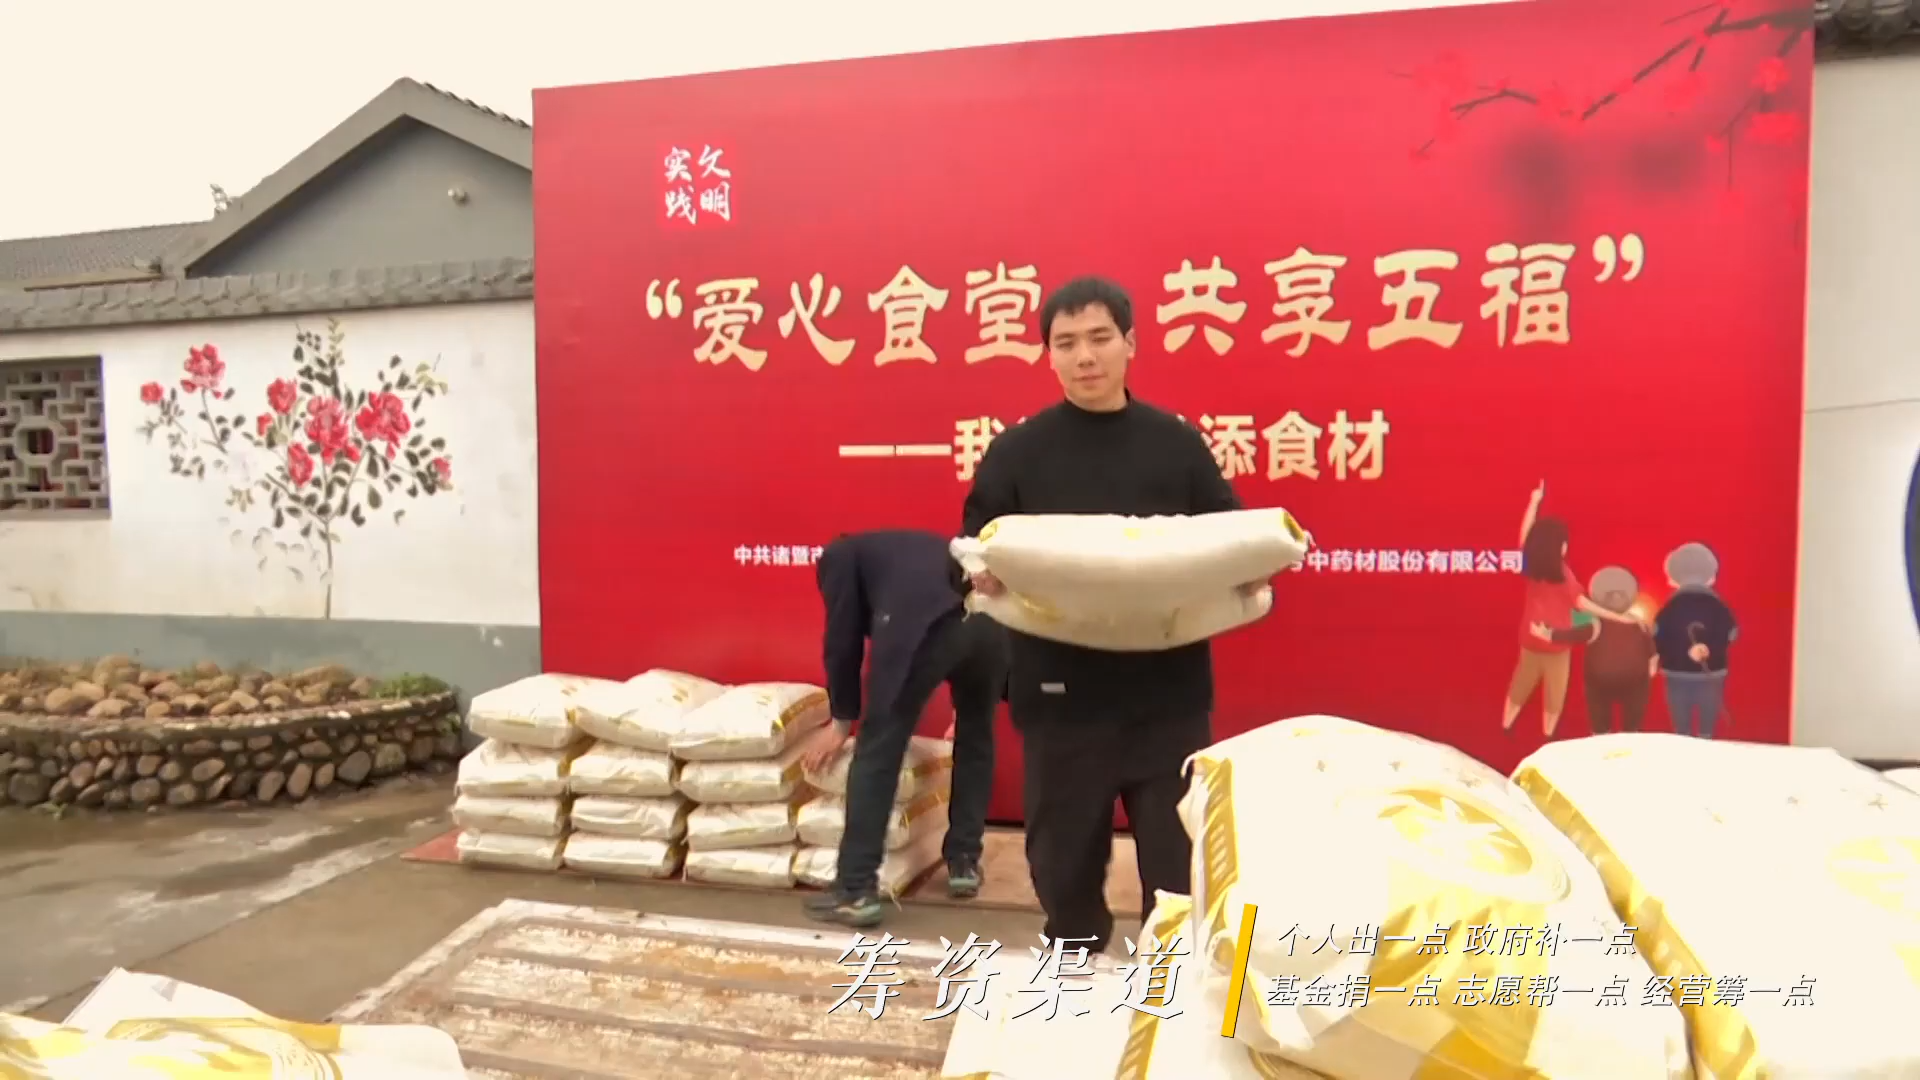 文明
实践
“爱心食堂 共享五福”
——我 添食材
中共诸暨市 中药材股份有限公司
筹资渠道
个人出一点 政府补一点
基金捐一点 志愿帮一点 经营筹一点